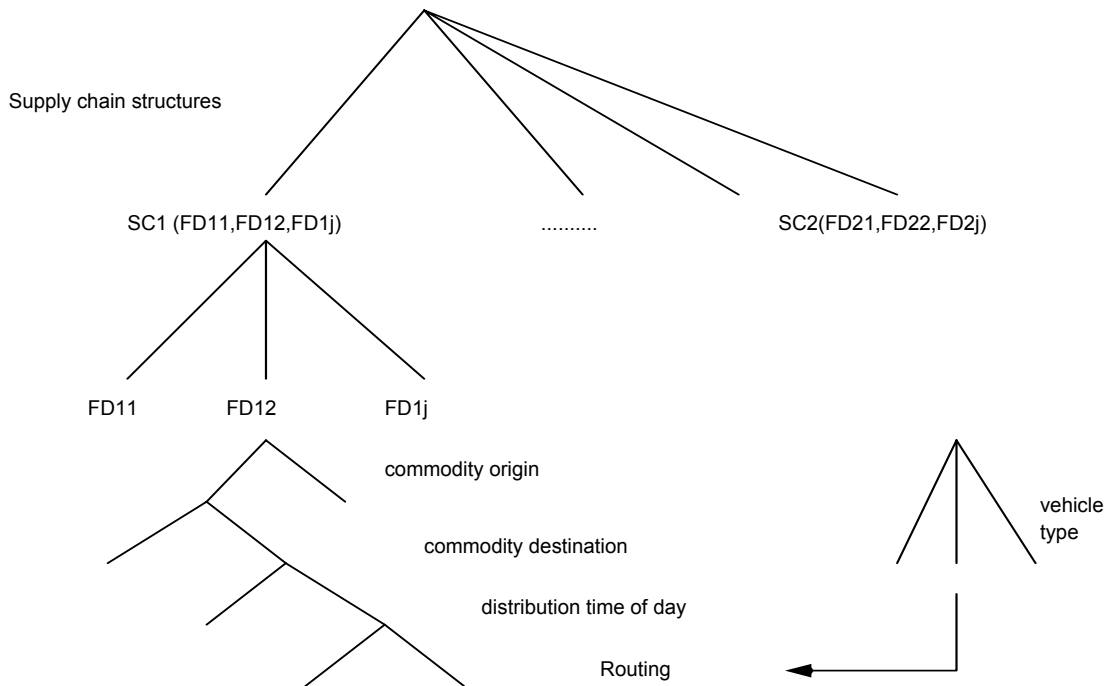 Supply chain structures
SC1 (FD11,FD12,FD1j)
..........
SC2(FD21,FD22,FD2j)
FD11
FD12
FD1j
commodity origin
vehicle
type
commodity destination
distribution time of day
Routing